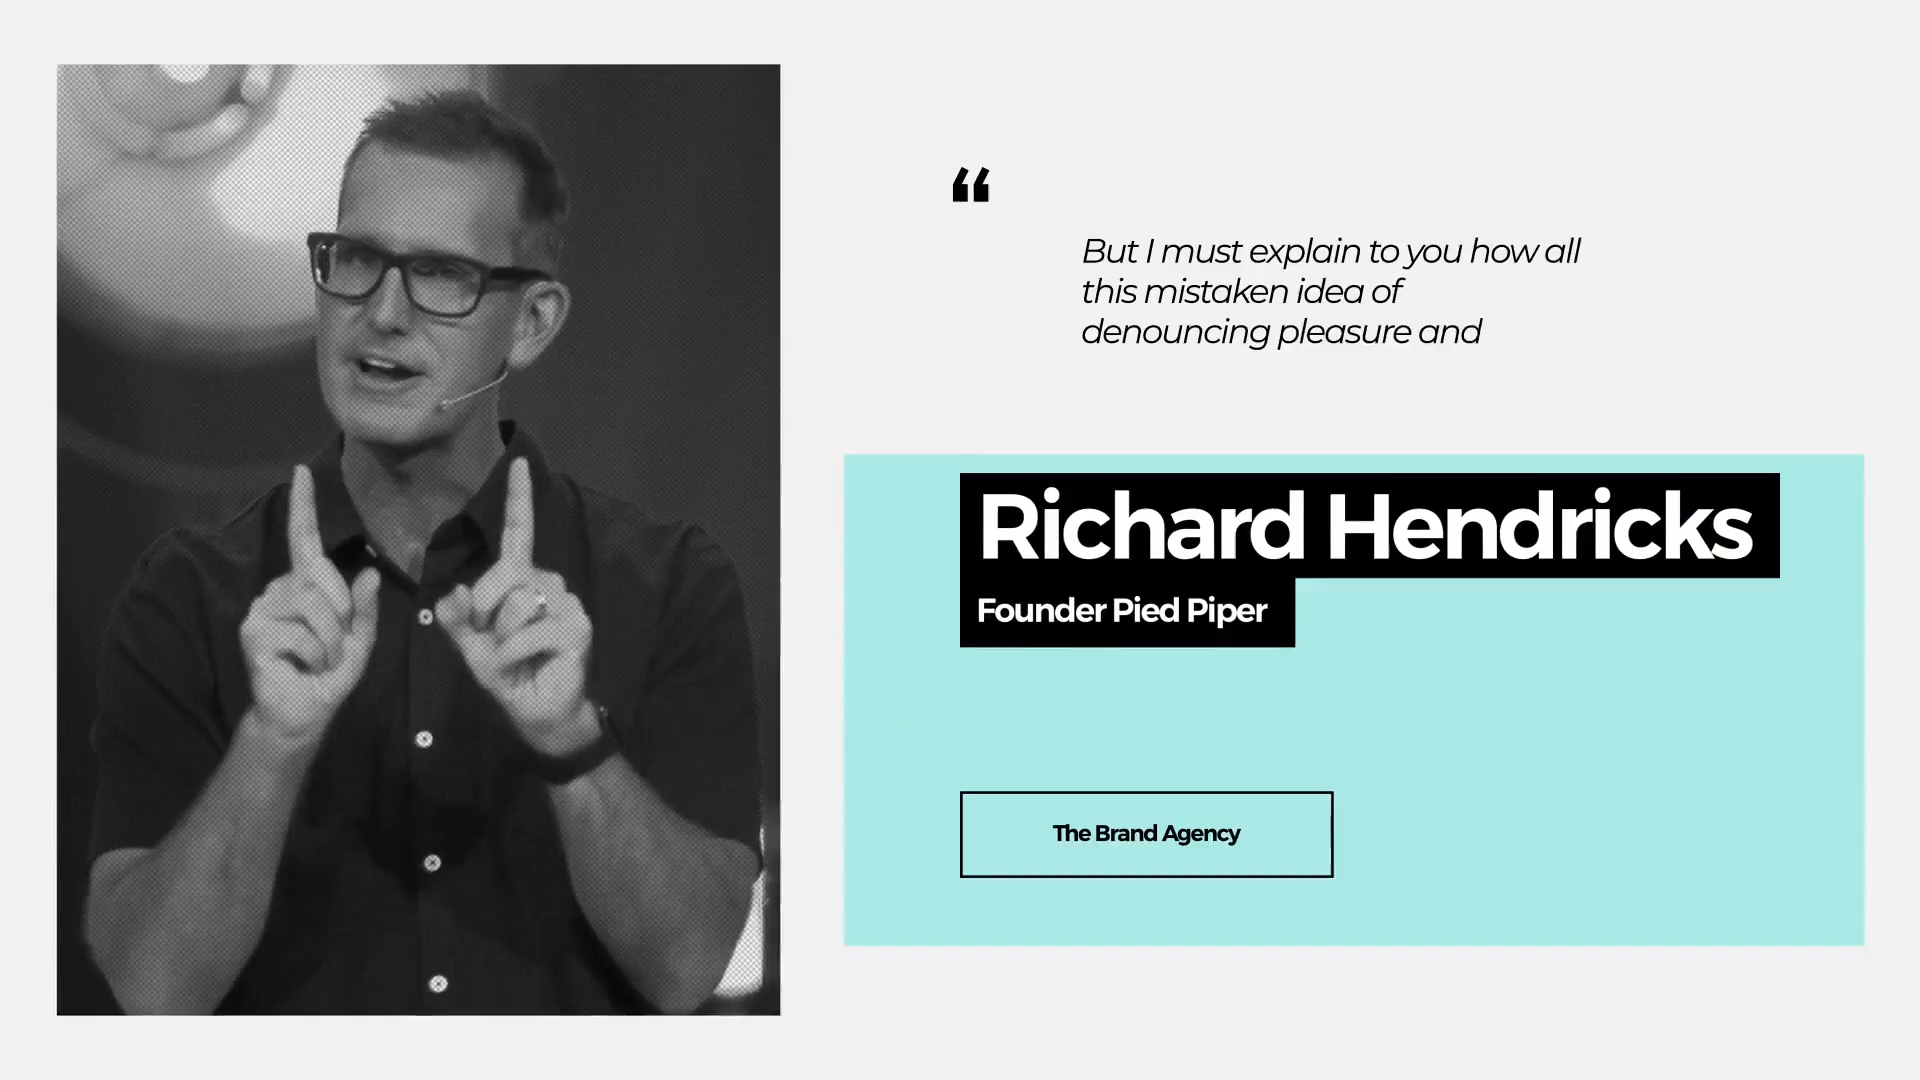 “
But I must explain to you how all
this mistaken idea of
denouncing pleasure and
Richard Hendricks
Founder Pied Piper
The Brand Agency